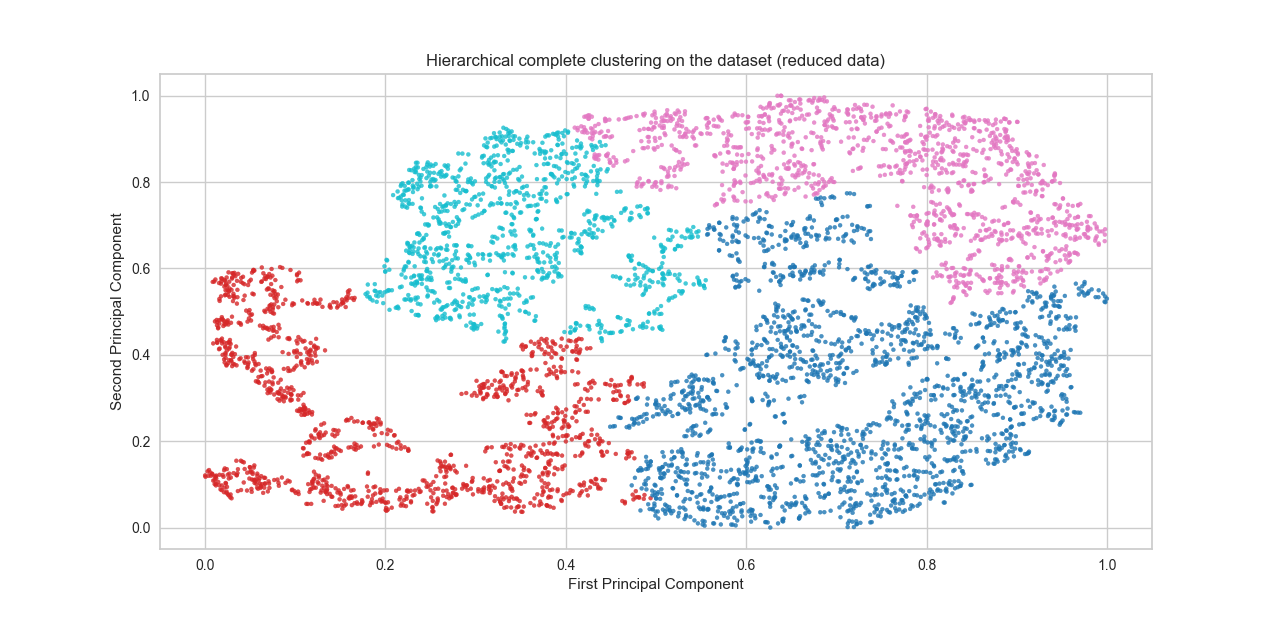 Hierarchical complete clustering on the dataset (reduced data)
1.0
0.8
0.6
0.4
0.2
0.0
Second Principal Component
0.0 0.2 0.4 0.6 0.8 1.0
First Principal Component